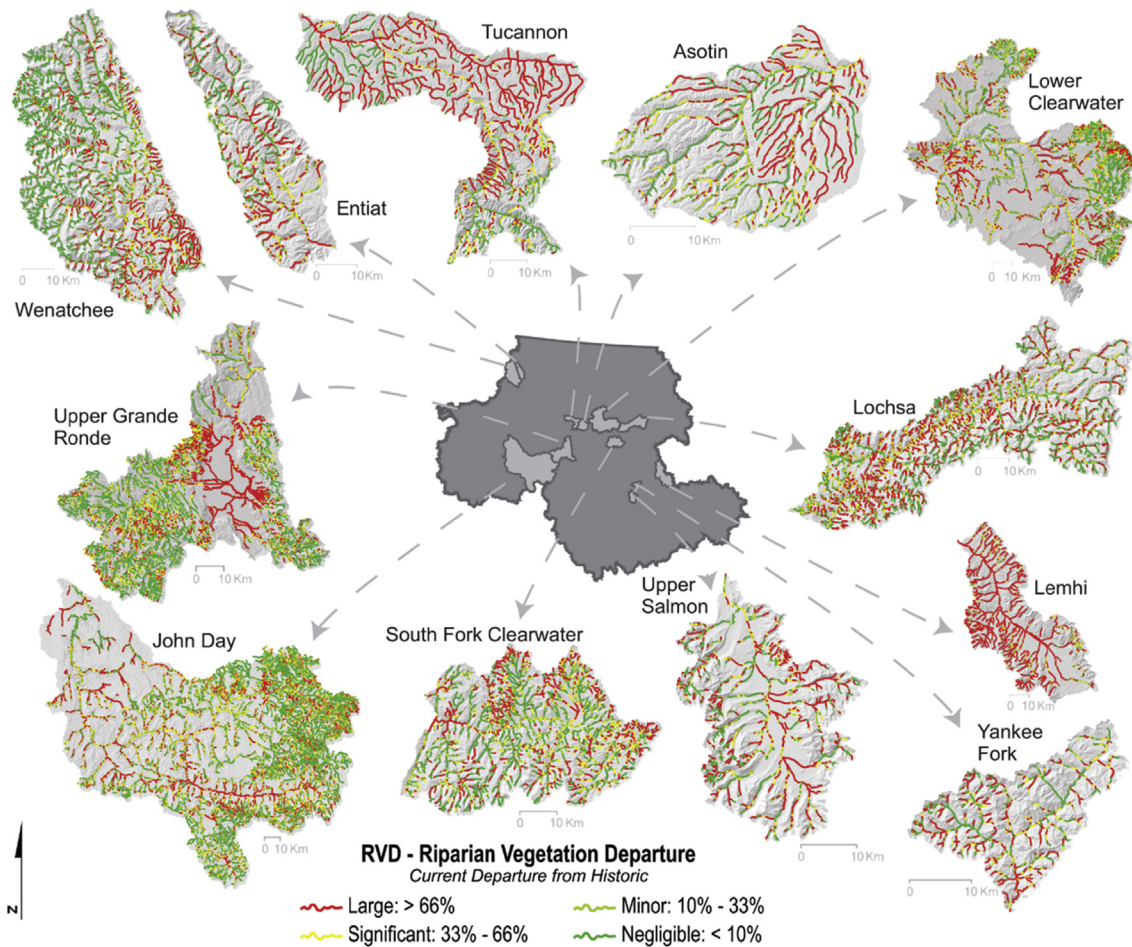 Tucannon
Asotin
Lower
Clearwater
Entiat
Wenatchee
0 10 Km
0 10Km
0 10 Km
0 10 Km
0 10 Km
Upper Grande
Ronde
0 10 Km
Lochsa
0 10 Km
Lemhi
0 10 Km
John Day
0 10 Km
South Fork Clearwater
0 10 Km
Upper
Salmon
0 10 Km
Yankee
Fork
0 10 Km
N
RVD - Riparian Vegetation Departure
Current Departure from Historic
Large: > 66%
Minor: 10% - 33%
Significant: 33% - 66%
Negligible: < 10%